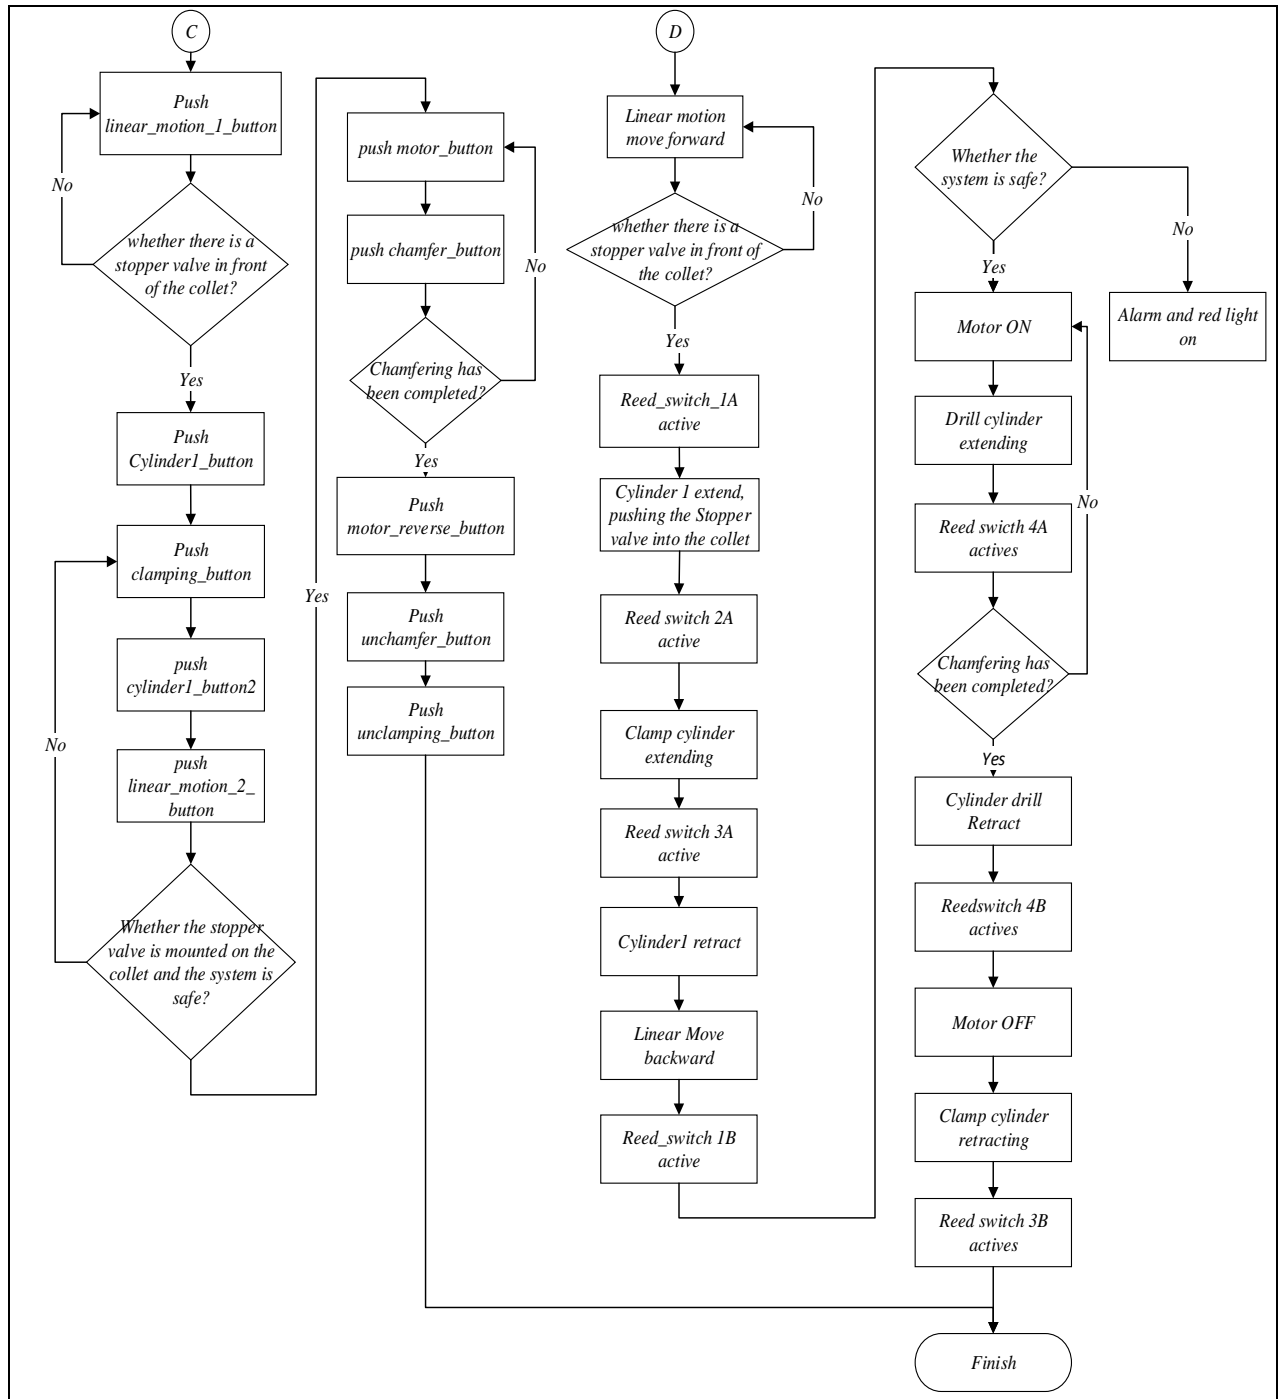 C
Push
linear_motion_1_button
No
whether there is a
stopper valve in front
of the collet?
Yes
Push
Cylinder1_button
Push
clamping_button
push
cylinder1_button2
No
push
linear_motion_2_
button
Whether the stopper
valve is mounted on the
collet and the system is
safe?
Yes
push motor_button
push chamfer_button
No
Chamfering has
been completed?
Yes
Push
motor_reverse_button
Push
unchamfer_button
Push
unclamping_button
D
Linear motion
move forward
No
whether there is a
stopper valve in front of
the collet?
Yes
Reed_switch_1A
active
Cylinder 1 extend,
pushing the Stopper
valve into the collet
Reed switch 2A
active
Clamp cylinder
extending
Reed switch 3A
active
Cylinder1 retract
Linear Move
backward
Reed_switch 1B
active
Whether the
system is safe?
No
Yes
Alarm and red light
on
Motor ON
Drill cylinder
extending
No
Reed swicth 4A
actives
Chamfering has
been completed?
Yes
Cylinder drill
Retract
Reedswitch 4B
actives
Motor OFF
Clamp cylinder
retracting
Reed switch 3B
actives
Finish